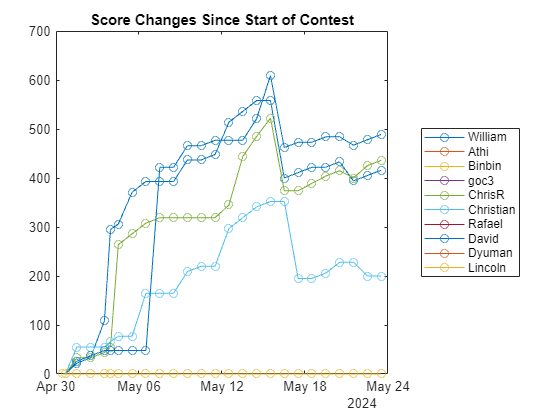 Score Changes Since Start of Contest
700
600
500
400
300
200
100
0
Apr 30
May 06
May 12
May 18
May 24
2024
William
Athi
Binbin
goc3
ChrisR
Christian
Rafael
David
Dyuman
Lincoln